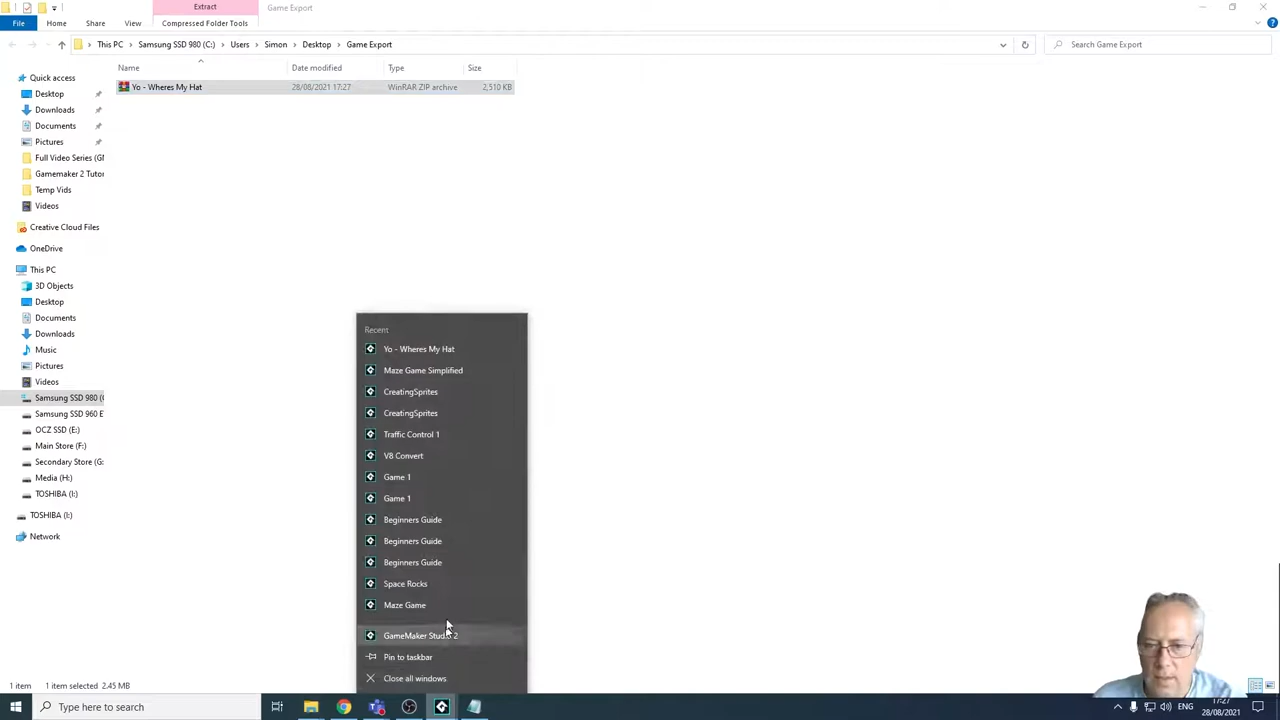 Extract
Game Export
File
Home
Share
View
Compressed Folder Tools
This PC
Samsung SSD 980 (C:)
Users
Simon
Desktop
Game Export
Search Game Export
Name
Date modified
Type
Size
Yo - Wheres My Hat
28/08/2021 17:27
WinRAR ZIP archive
2,510 KB
Quick access
Desktop
Downloads
Documents
Pictures
Full Video Series (GM
Gamemaker 2 Tutor
Temp Vids
Videos
Creative Cloud Files
OneDrive
This PC
3D Objects
Desktop
Documents
Downloads
Music
Pictures
Videos
Samsung SSD 980 (C
Samsung SSD 960 E
OCZ SSD (E:)
Main Store (F:)
Secondary Store (G:
Media (H:)
TOSHIBA (I:)
TOSHIBA (I:)
Network
Recent
Yo - Wheres My Hat
Maze Game Simplified
CreatingSprites
CreatingSprites
Traffic Control 1
V8 Convert
Game 1
Game 1
Beginners Guide
Beginners Guide
Beginners Guide
Space Rocks
Maze Game
GameMaker Studio 2
Pin to taskbar
Close all windows
1 item
1 item selected 2.45 MB
Type here to search
ENG
17:27
28/08/2021